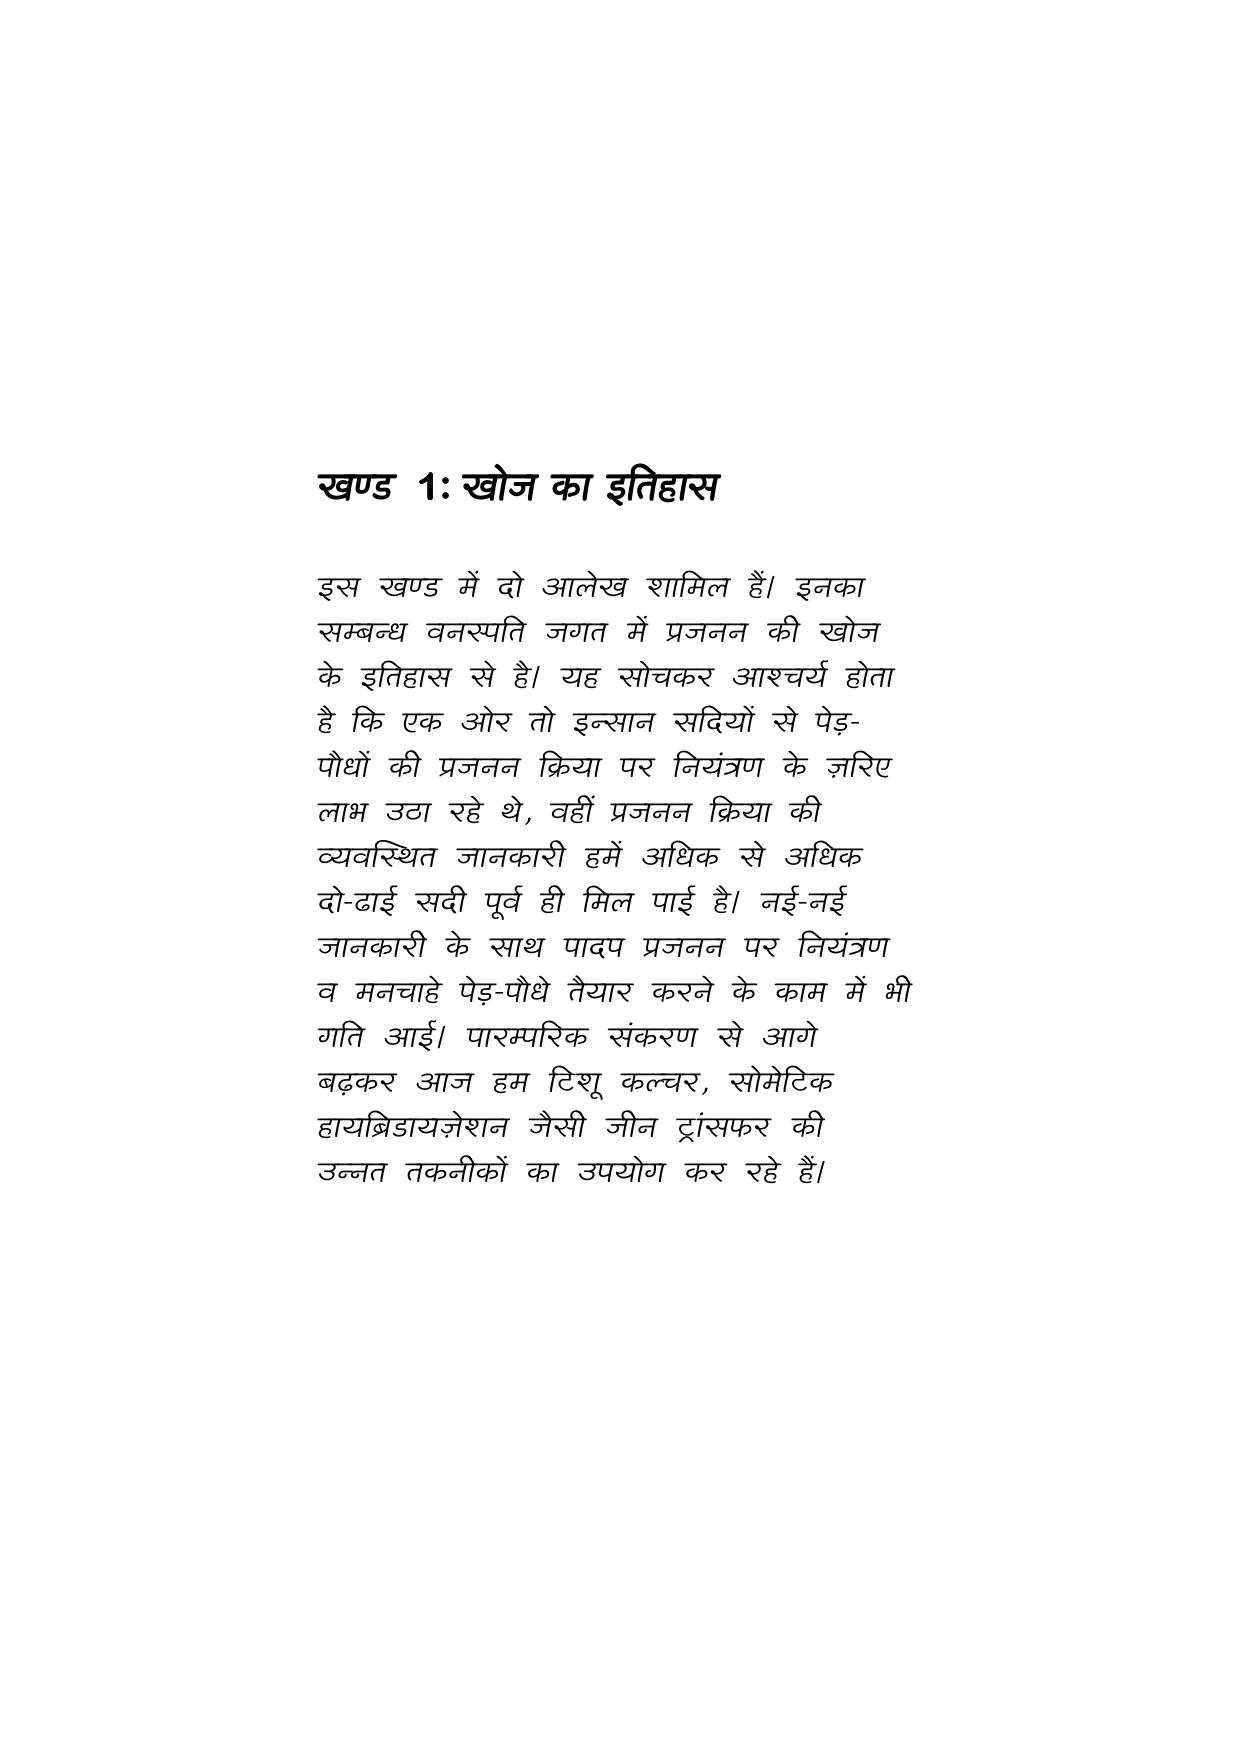 खण्ड 1: खोज का इतिहास
इस खण्ड में दो आलेख शामिल हैं। इनका
सम्बन्ध वनस्पति जगत में प्रजनन की खोज
के इतिहास से है। यह सोचकर आश्चर्य होता
है कि एक ओर तो इन्सान सदियों से पेड़-
पौधों की प्रजनन क्रिया पर नियंत्रण के ज़रिए
लाभ उठा रहे थे, वहीं प्रजनन क्रिया की
व्यवस्थित जानकारी हमें अधिक से अधिक
दो-ढाई सदी पूर्व ही मिल पाई है। नई-नई
जानकारी के साथ पादप प्रजनन पर नियंत्रण
व मनचाहे पेड़-पौधे तैयार करने के काम में भी
गति आई। पारम्परिक संकरण से आगे
बढ़कर आज हम टिशू कल्चर, सोमेटिक
हायब्रिडायज़ेशन जैसी जीन ट्रांसफर की
उन्नत तकनीकों का उपयोग कर रहे हैं।